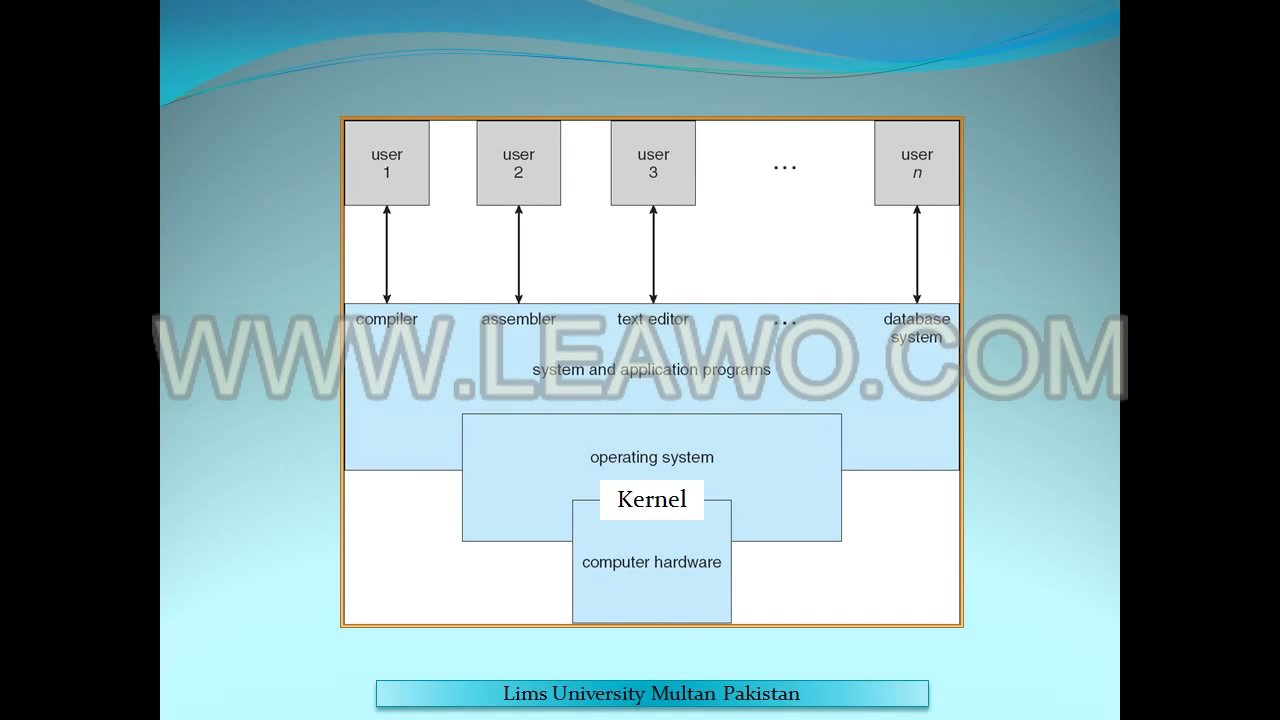 user
1
user
2
user
3
...
user
n
compiler
assembler
text editor
...
database
system
WWW.LEAWO.COM
system and application programs
operating system
Kernel
computer hardware
Lims University Multan Pakistan